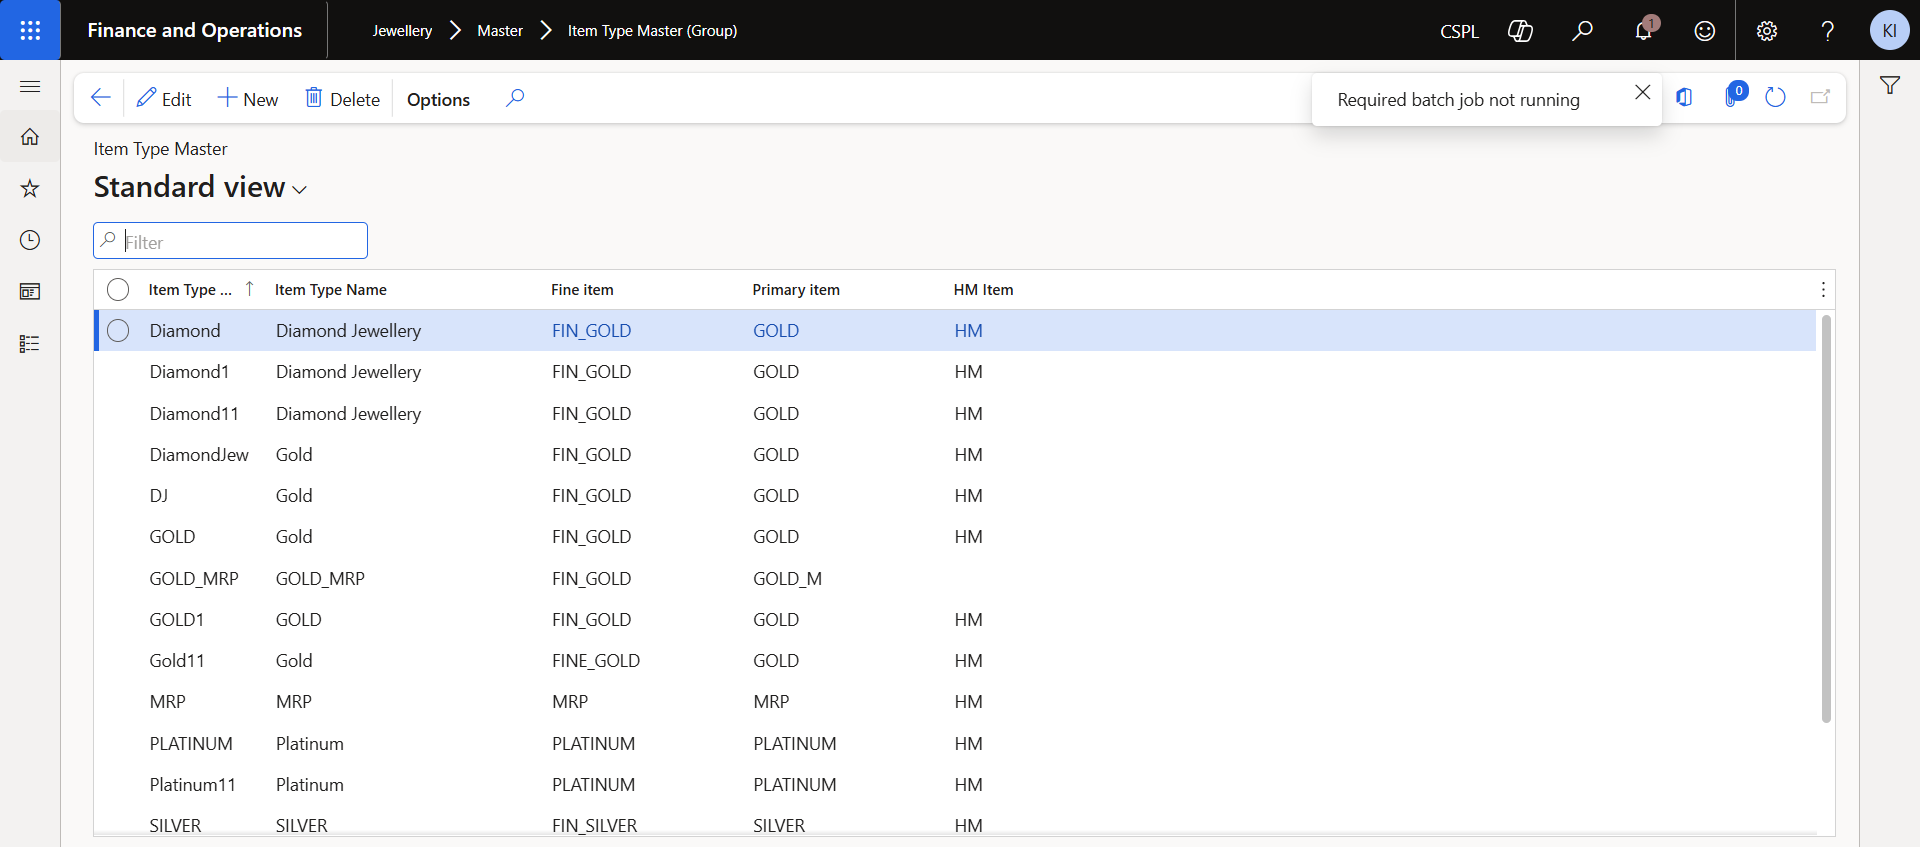 Finance and Operations
Jewellery > Master > Item Type Master (Group)
CSPL
1
?
KI
Edit
New
Delete
Options
Required batch job not running
0
Item Type Master
Standard view
Filter
Item Type ... ↑ Item Type Name Fine item Primary item HM Item
Diamond Diamond Jewellery FIN_GOLD GOLD HM
Diamond1 Diamond Jewellery FIN_GOLD GOLD HM
Diamond11 Diamond Jewellery FIN_GOLD GOLD HM
DiamondJew Gold FIN_GOLD GOLD HM
DJ Gold FIN_GOLD GOLD HM
GOLD Gold FIN_GOLD GOLD HM
GOLD_MRP GOLD_MRP FIN_GOLD GOLD_M
GOLD1 GOLD FIN_GOLD GOLD HM
Gold11 Gold FINE_GOLD GOLD HM
MRP MRP MRP MRP HM
PLATINUM Platinum PLATINUM PLATINUM HM
Platinum11 Platinum PLATINUM PLATINUM HM
SILVER SILVER FIN_SILVER SILVER HM